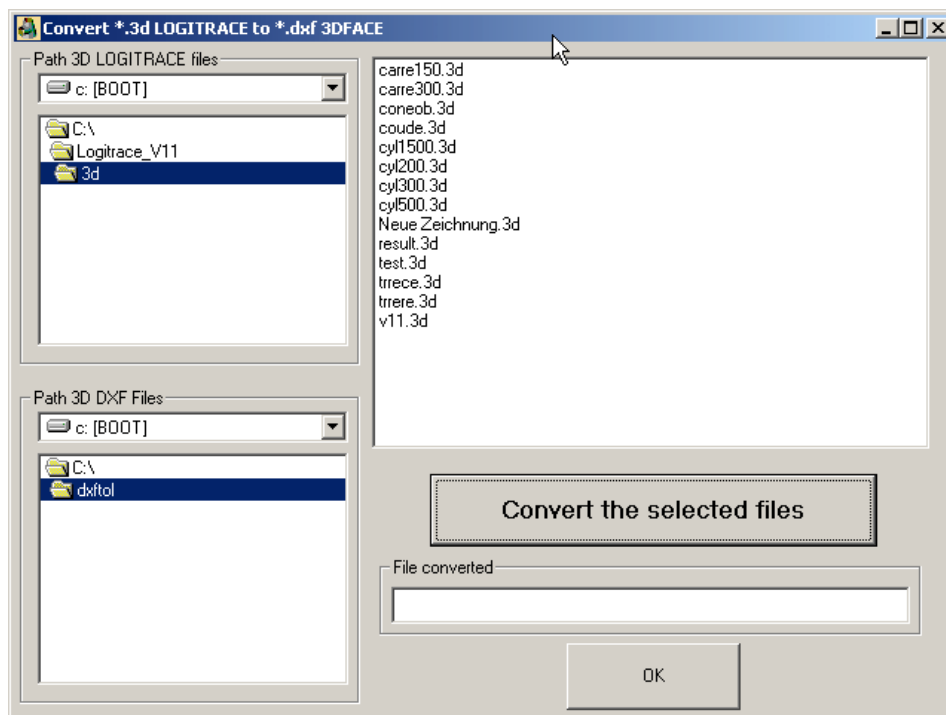 Convert *.3d LOGITRACE to *.dxf 3DFACE
Path 3D LOGITRACE files
c: [BOOT]
C:\
Logitrace_V11
3d
carre150.3d
carre300.3d
coneob.3d
coude.3d
cyl1500.3d
cyl200.3d
cyl300.3d
cyl500.3d
Neue Zeichnung.3d
result.3d
test.3d
trrece.3d
trrere.3d
v11.3d
Path 3D DXF Files
c: [BOOT]
C:\
dxftol
Convert the selected files
File converted
OK